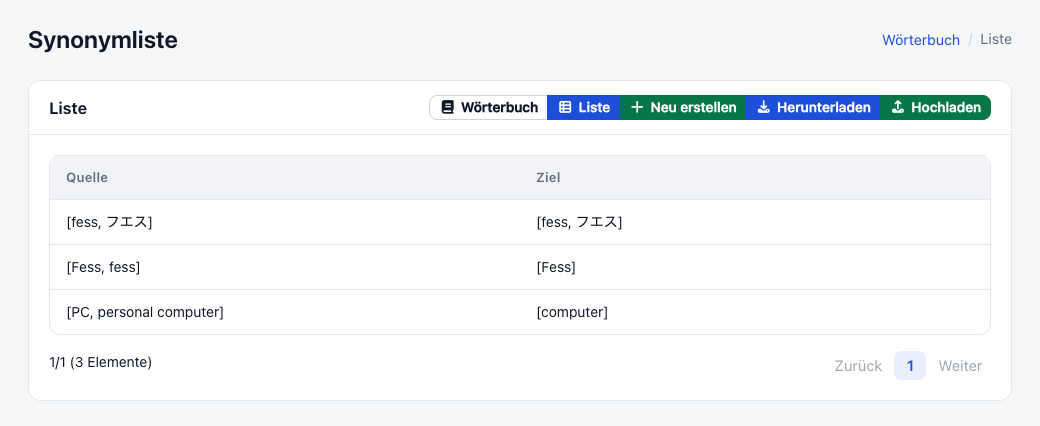 Synonymliste
Wörterbuch / Liste
Liste
Wörterbuch Liste Neu erstellen Herunterladen Hochladen
Quelle Ziel
[fess, フエス] [fess, フエス]
[Fess, fess] [Fess]
[PC, personal computer] [computer]
1/1 (3 Elemente)
Zurück 1 Weiter